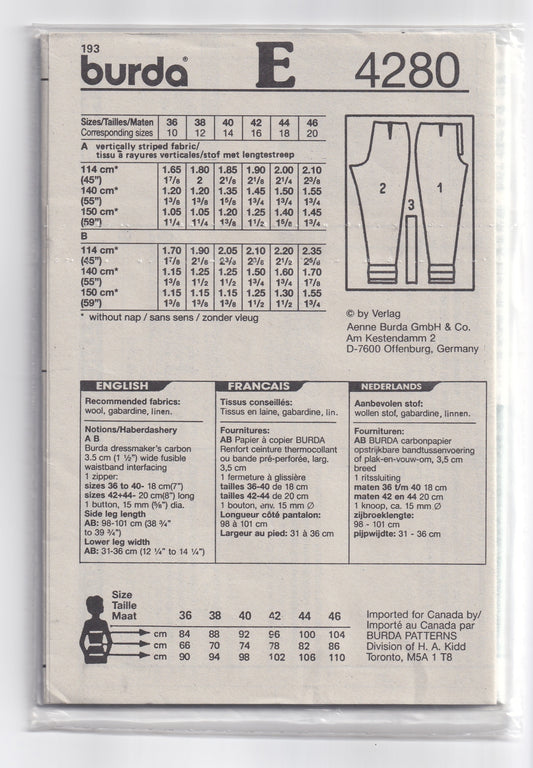 193
burda® E 4280
Sizes/Tailles/Maten 36 38 40 42 44 46
Corresponding sizes 10 12 14 16 18 20
A vertically striped fabric/
tissu à rayures verticales/stof met lengtestreep
114 cm* 1.65 1.80 1.85 1.90 2.00 2.10
(45") 1⅞ 2 2⅛ 2⅛ 2¼ 2⅜
140 cm* 1.20 1.20 1.35 1.45 1.50 1.55
(55") 1⅜ 1⅜ 1⅝ 1¾ 1¾ 1¾
150 cm* 1.05 1.05 1.20 1.25 1.40 1.45
(59") 1¼ 1¼ 1⅜ 1½ 1⅝ 1¾
B
114 cm* 1.70 1.90 2.05 2.10 2.20 2.35
(45") 1⅞ 2⅛ 2⅜ 2⅜ 2½ 2⅝
140 cm* 1.15 1.25 1.25 1.50 1.60 1.70
(55") 1⅜ 1½ 1½ 1¾ 1¾ 1⅞
150 cm* 1.15 1.15 1.15 1.25 1.30 1.55
(59") 1⅜ 1⅜ 1⅜ 1½ 1½ 1¾
* without nap / sans sens / zonder vleug
2 1
3
© by Verlag
Aenne Burda GmbH & Co.
Am Kestendamm 2
D-7600 Offenburg, Germany
ENGLISH
Recommended fabrics:
wool, gabardine, linen.
Notions/Haberdashery
A B
Burda dressmaker's carbon
3.5 cm (1 ½") wide fusible
waistband interfacing
1 zipper:
sizes 36 to 40- 18 cm(7")
sizes 42+44- 20 cm(8") long
1 button, 15 mm (⅝") dia.
Side leg length
AB: 98-101 cm (38 ¾"
to 39 ¾")
Lower leg width
AB: 31-36 cm (12 ¼" to 14 ¼")
FRANCAIS
Tissus conseillés:
Tissus en laine, gabardine, lin.
Fournitures:
AB Papier à copier BURDA
Renfort ceinture thermocollant
ou bande pré-perforée, larg.
3,5 cm
1 fermeture à glissière
tailles 36-40 de 18 cm
tailles 42-44 de 20 cm
1 bouton, env. 15 mm Ø
Longueur côté pantalon:
98 à 101 cm
Largeur au pied: 31 à 36 cm
NEDERLANDS
Aanbevolen stof:
wollen stof, gabardine, linnen.
Fournituren:
AB BURDA carbonpapier
opstrijkbare bandtussenvoering
of plak-en-vouw-om, 3,5 cm
breed
1 ritssluiting
maten 36 t/m 40 18 cm
maten 42 en 44 20 cm
1 knoop, ca. 15 mm Ø
zijbroeklengte:
98 - 101 cm
pijpwijdte: 31 - 36 cm
Size
Taille
Maat 36 38 40 42 44 46
cm 84 88 92 96 100 104
cm 66 70 74 78 82 86
cm 90 94 98 102 106 110
Imported for Canada by/
Importé au Canada par
BURDA PATTERNS
Division of H. A. Kidd
Toronto, M5A 1 T8